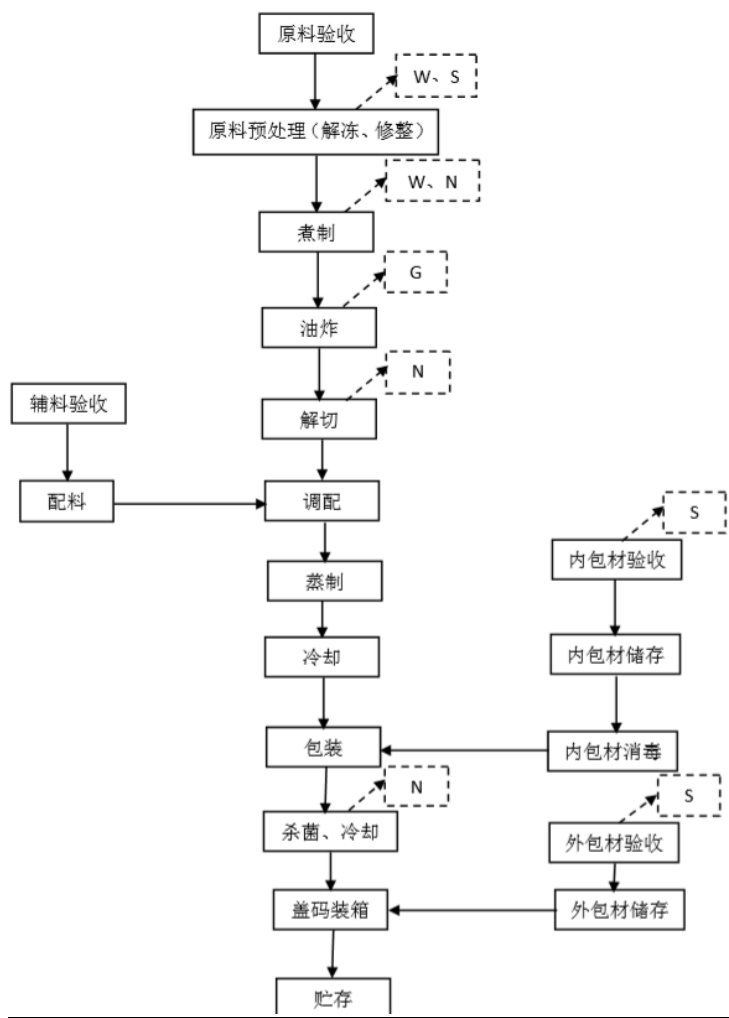 原料验收
W、S
原料预处理（解冻、修整）
W、N
煮制
G
油炸
N
辅料验收
解切
配料
调配
S
内包材验收
蒸制
冷却
内包材储存
包装
内包材消毒
N
S
杀菌、冷却
外包材验收
盖码装箱
外包材储存
贮存